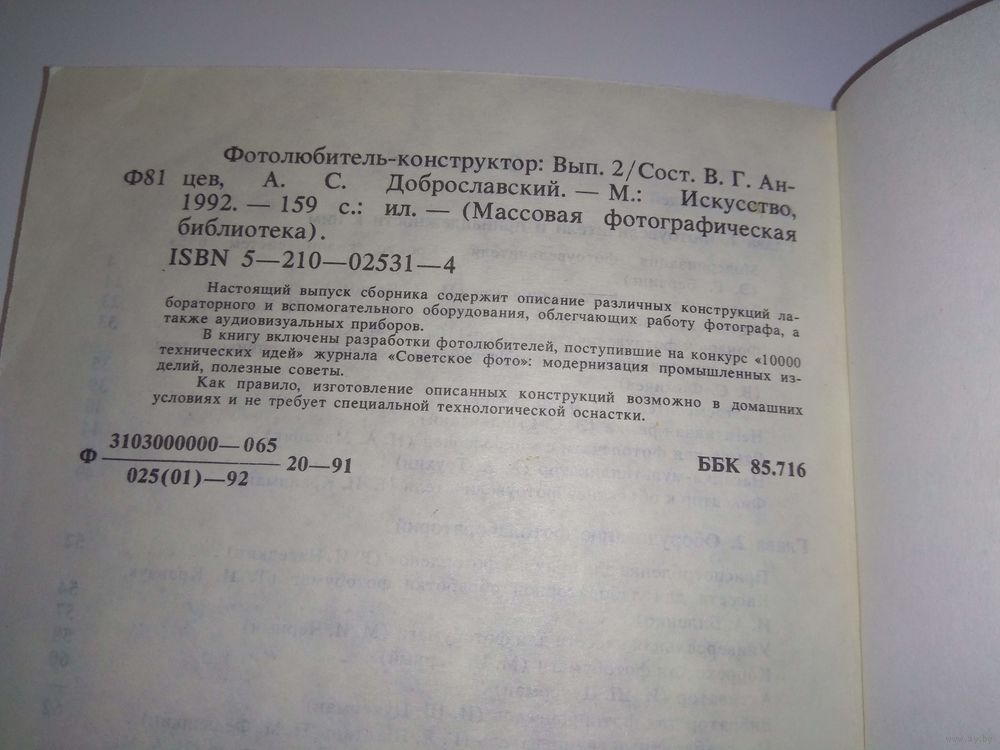 Фотолюбитель-конструктор: Вып. 2/Сост. В. Г. Ан-
Ф81 цев, А. С. Доброславский. — М.: Искусство,
1992. — 159 с.: ил. — (Массовая фотографическая
библиотека).
ISBN 5—210—02531—4
Настоящий выпуск сборника содержит описание различных конструкций ла-
бораторного и вспомогательного оборудования, облегчающих работу фотографа, а
также аудиовизуальных приборов.
В книгу включены разработки фотолюбителей, поступившие на конкурс «10000
технических идей» журнала «Советское фото»: модернизация промышленных из-
делий, полезные советы.
Как правило, изготовление описанных конструкций возможно в домашних
условиях и не требует специальной технологической оснастки.
Ф 3103000000—065
025(01)—92 20—91
ББК 85.716
www.ay.by